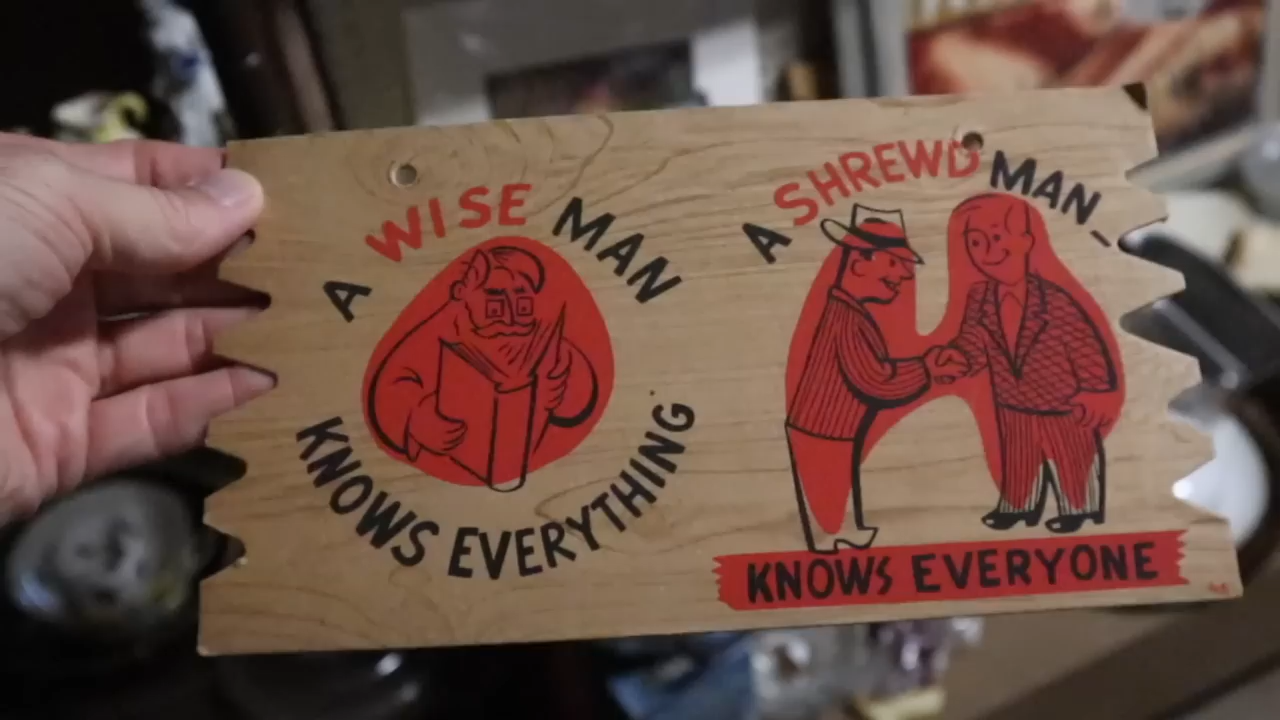 A WISE MAN
KNOWS EVERYTHING
A SHREWD MAN-
KNOWS EVERYONE